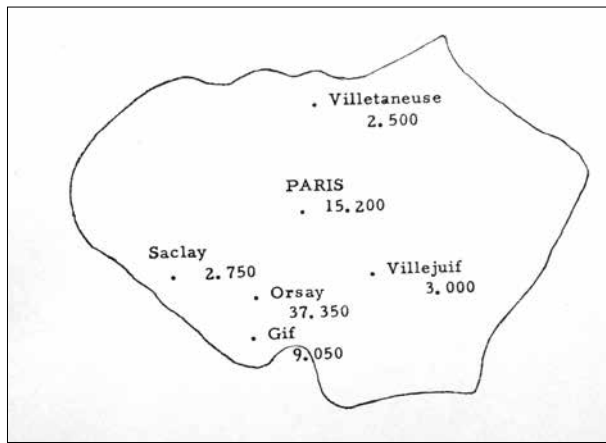 Villetaneuse
2.500
PARIS
15.200
Saclay
2.750
Villejuif
3.000
Orsay
37.350
Gif
9.050